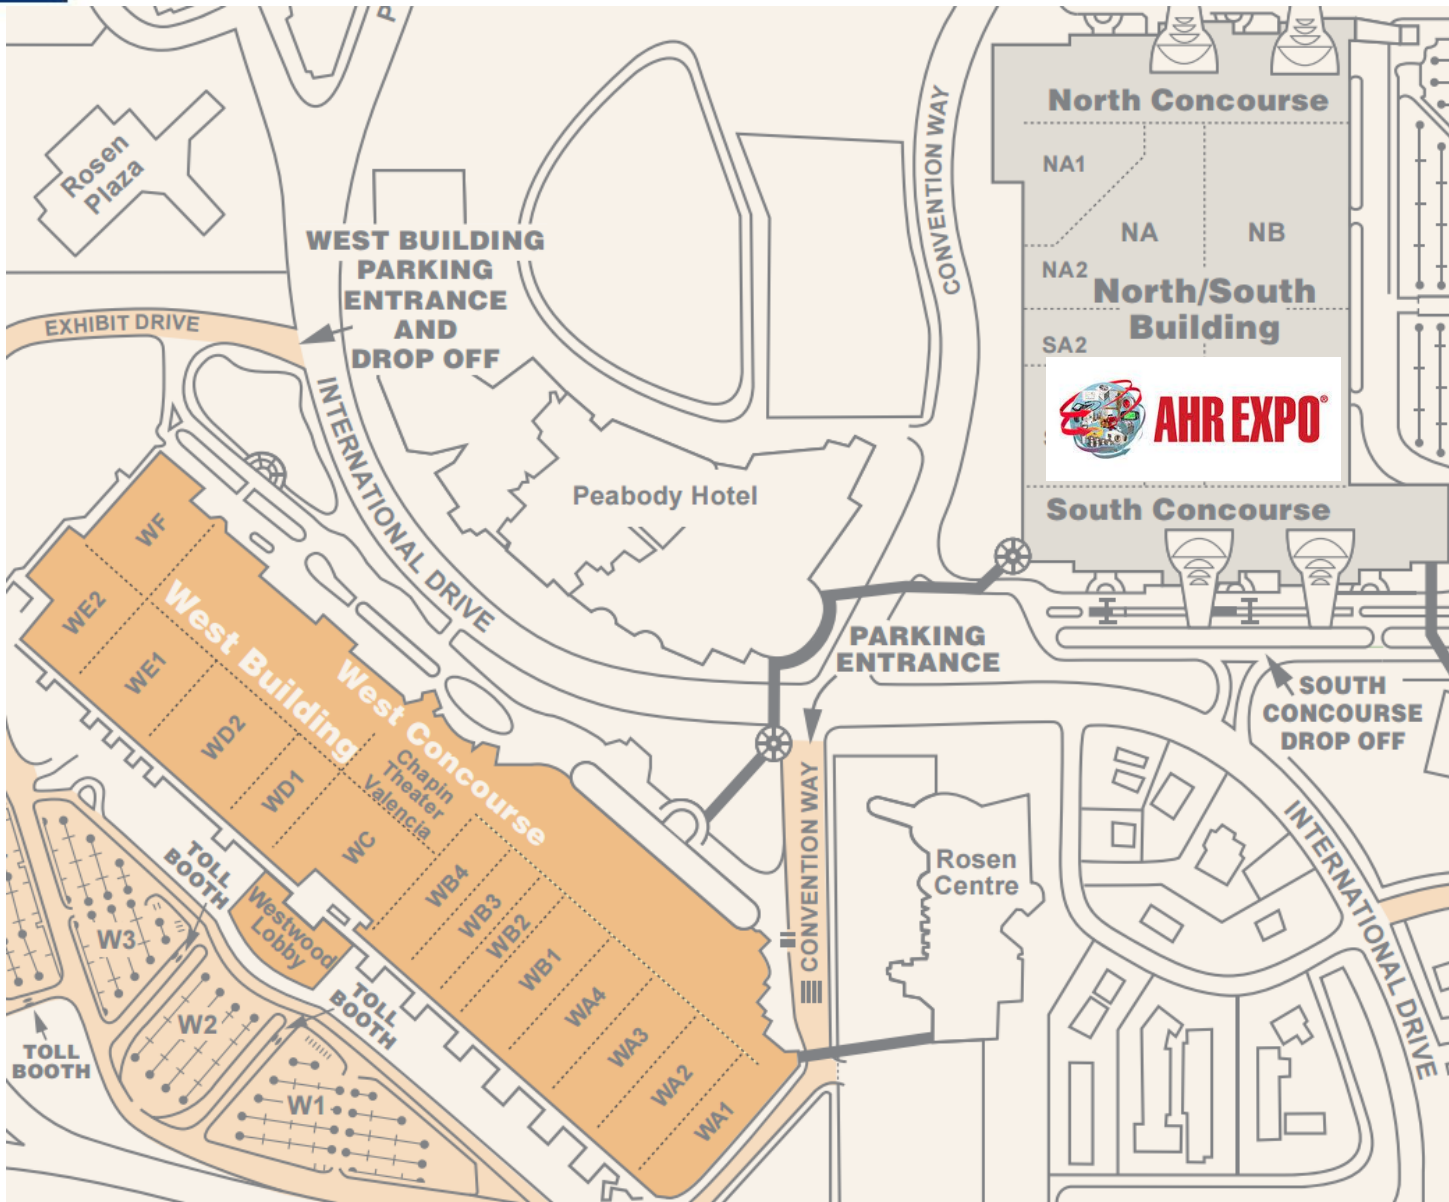 P
Rosen
Plaza
WEST BUILDING
PARKING
ENTRANCE
AND
DROP OFF
EXHIBIT DRIVE
INTERNATIONAL DRIVE
CONVENTION WAY
North Concourse
NA1
NA
NB
NA2
North/South
Building
SA2
AHR EXPO®
South Concourse
Peabody Hotel
PARKING
ENTRANCE
SOUTH
CONCOURSE
DROP OFF
WF
WE2
WE1
WD2
WD1
WC
West Building
West Concourse
Chapin
Theater
Valencia
WB4
WB3
WB2
WB1
WA4
WA3
WA2
WA1
CONVENTION WAY
Rosen
Centre
INTERNATIONAL DRIVE
TOLL
BOOTH
Westwood
Lobby
W3
W2
TOLL
BOOTH
TOLL
BOOTH
W1